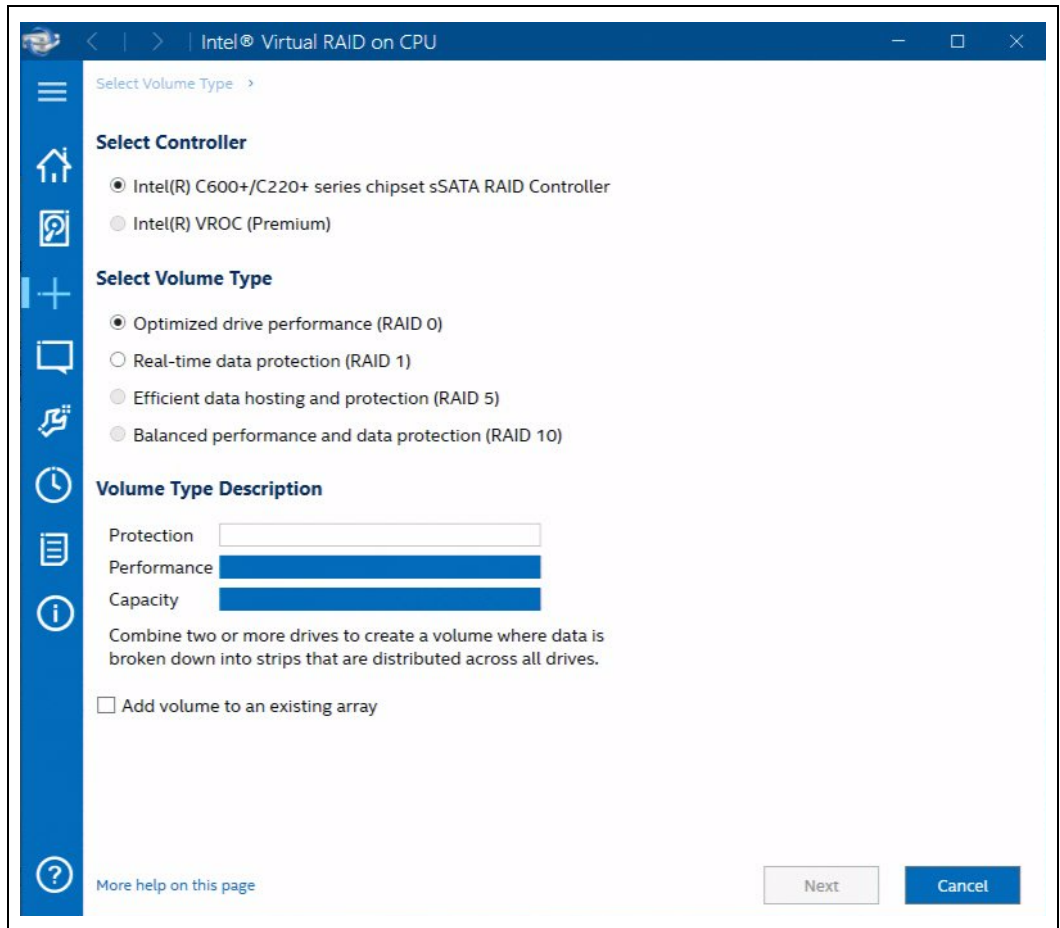 Intel® Virtual RAID on CPU
Select Volume Type >
Select Controller
Intel(R) C600+/C220+ series chipset sSATA RAID Controller
Intel(R) VROC (Premium)
Select Volume Type
Optimized drive performance (RAID 0)
Real-time data protection (RAID 1)
Efficient data hosting and protection (RAID 5)
Balanced performance and data protection (RAID 10)
Volume Type Description
Protection
Performance
Capacity
Combine two or more drives to create a volume where data is
broken down into strips that are distributed across all drives.
Add volume to an existing array
More help on this page
Next
Cancel